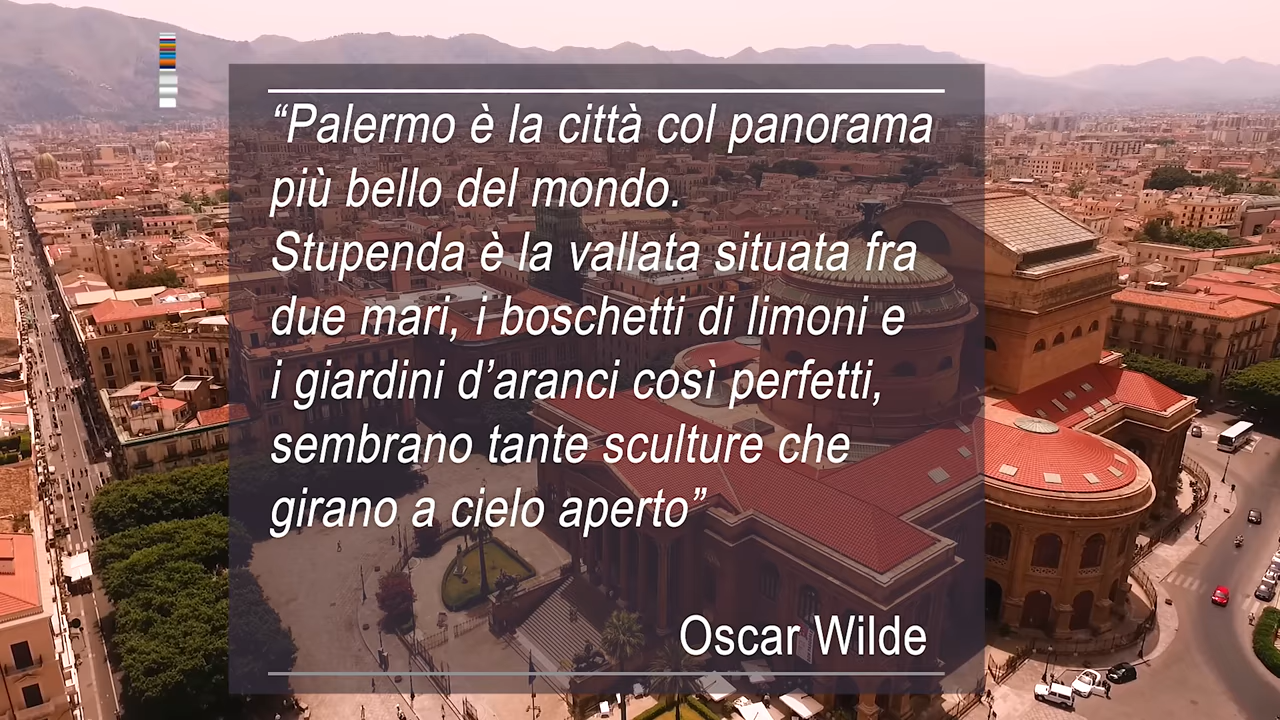 “Palermo è la città col panorama
più bello del mondo.
Stupenda è la vallata situata fra
due mari, i boschetti di limoni e
i giardini d’aranci così perfetti,
sembrano tante sculture che
girano a cielo aperto”
Oscar Wilde